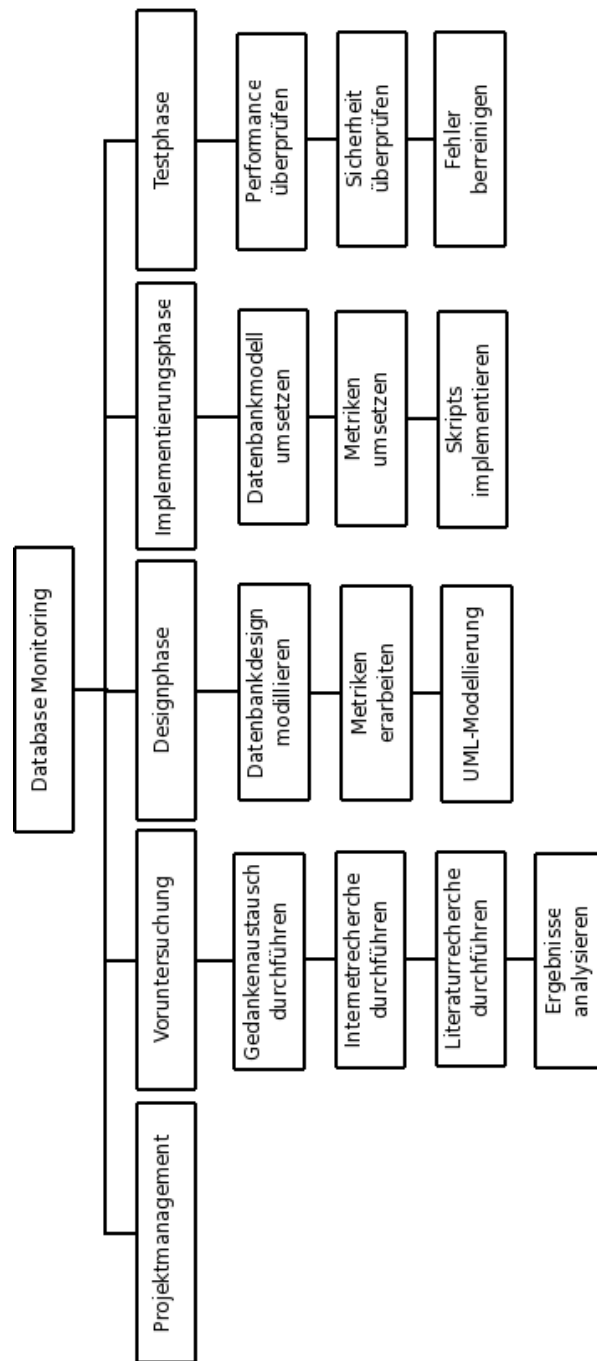 Database Monitoring
Projektmanagement
Voruntersuchung
Designphase
Implementierungsphase
Testphase
Gedankenaustausch
durchführen
Internetrecherche
durchführen
Literaturrecherche
durchführen
Ergebnisse
analysieren
Datenbankdesign
modillieren
Metriken
erarbeiten
UML-Modellierung
Datenbankmodell
umsetzen
Metriken
umsetzen
Skripts
implementieren
Performance
überprüfen
Sicherheit
überprüfen
Fehler
berreinigen